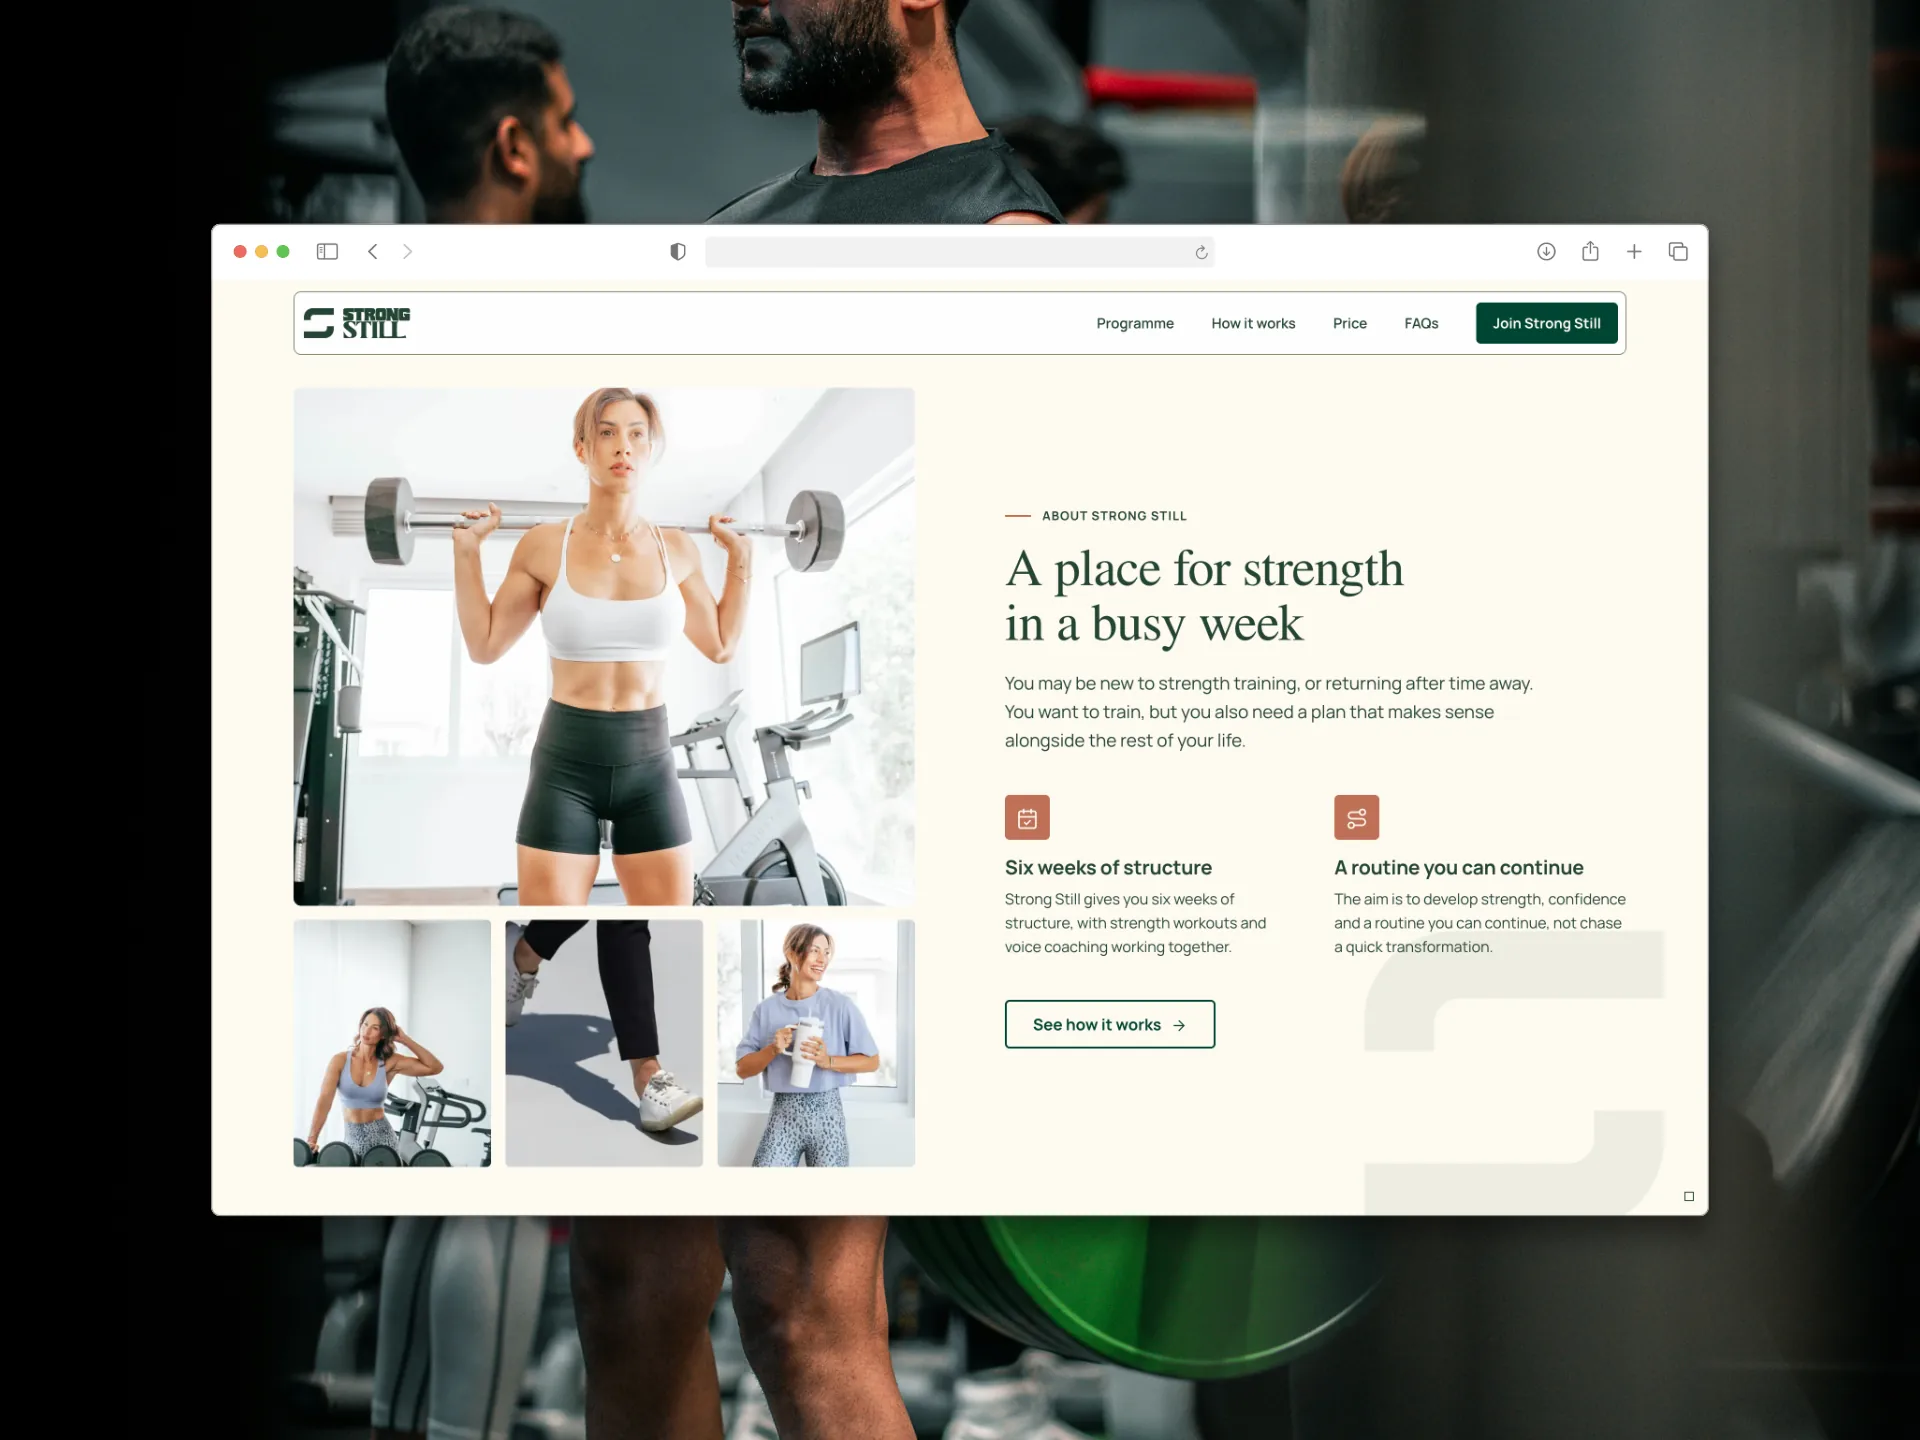 STRONG
STILL
Programme
How it works
Price
FAQs
Join Strong Still
ABOUT STRONG STILL
A place for strength
in a busy week
You may be new to strength training, or returning after time away.
You want to train, but you also need a plan that makes sense
alongside the rest of your life.
Six weeks of structure
Strong Still gives you six weeks of
structure, with strength workouts and
voice coaching working together.
A routine you can continue
The aim is to develop strength, confidence
and a routine you can continue, not chase
a quick transformation.
See how it works →